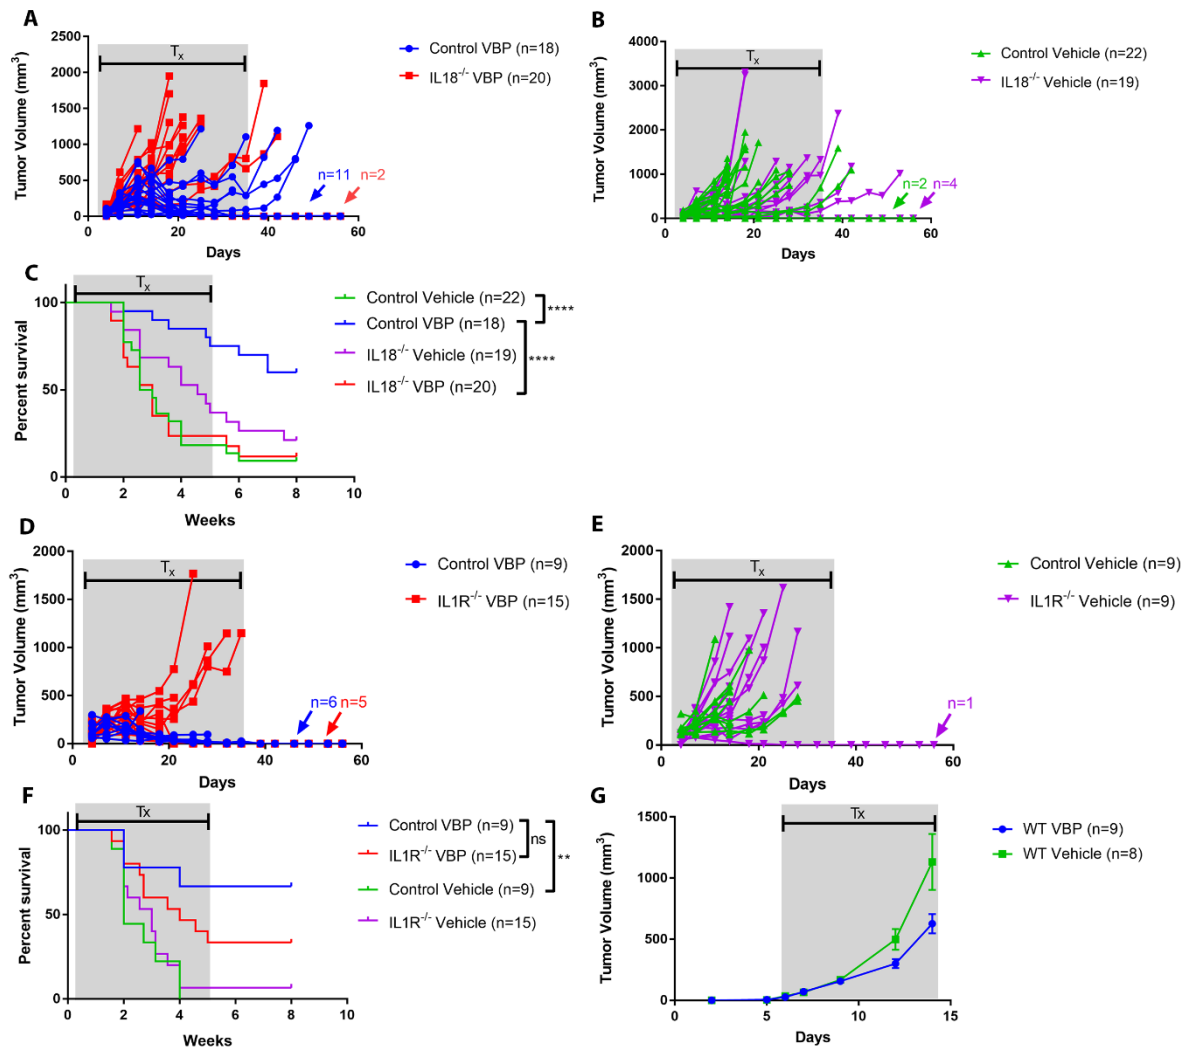 A
Tumor Volume (mm³)
2500
2000
1500
1000
500
0
Tx
Control VBP (n=18)
IL18-/- VBP (n=20)
n=11
n=2
0 20 40 60
Days
B
Tumor Volume (mm³)
4000
3000
2000
1000
0
Tx
Control Vehicle (n=22)
IL18-/- Vehicle (n=19)
n=2
n=4
0 20 40 60
Days
C
Percent survival
100
50
0
Tx
Control Vehicle (n=22)
Control VBP (n=18)
IL18-/- Vehicle (n=19)
IL18-/- VBP (n=20)
****
****
0 2 4 6 8 10
Weeks
D
Tumor Volume (mm³)
2000
1500
1000
500
0
Tx
Control VBP (n=9)
IL1R-/- VBP (n=15)
n=6
n=5
0 20 40 60
Days
E
Tumor Volume (mm³)
2000
1500
1000
500
0
Tx
Control Vehicle (n=9)
IL1R-/- Vehicle (n=9)
n=1
0 20 40 60
Days
F
Percent survival
100
50
0
Tx
Control VBP (n=9)
IL1R-/- VBP (n=15)
Control Vehicle (n=9)
IL1R-/- Vehicle (n=15)
ns
**
0 2 4 6 8 10
Weeks
G
Tumor Volume (mm³)
1500
1000
500
0
Tx
WT VBP (n=9)
WT Vehicle (n=8)
0 5 10 15
Days